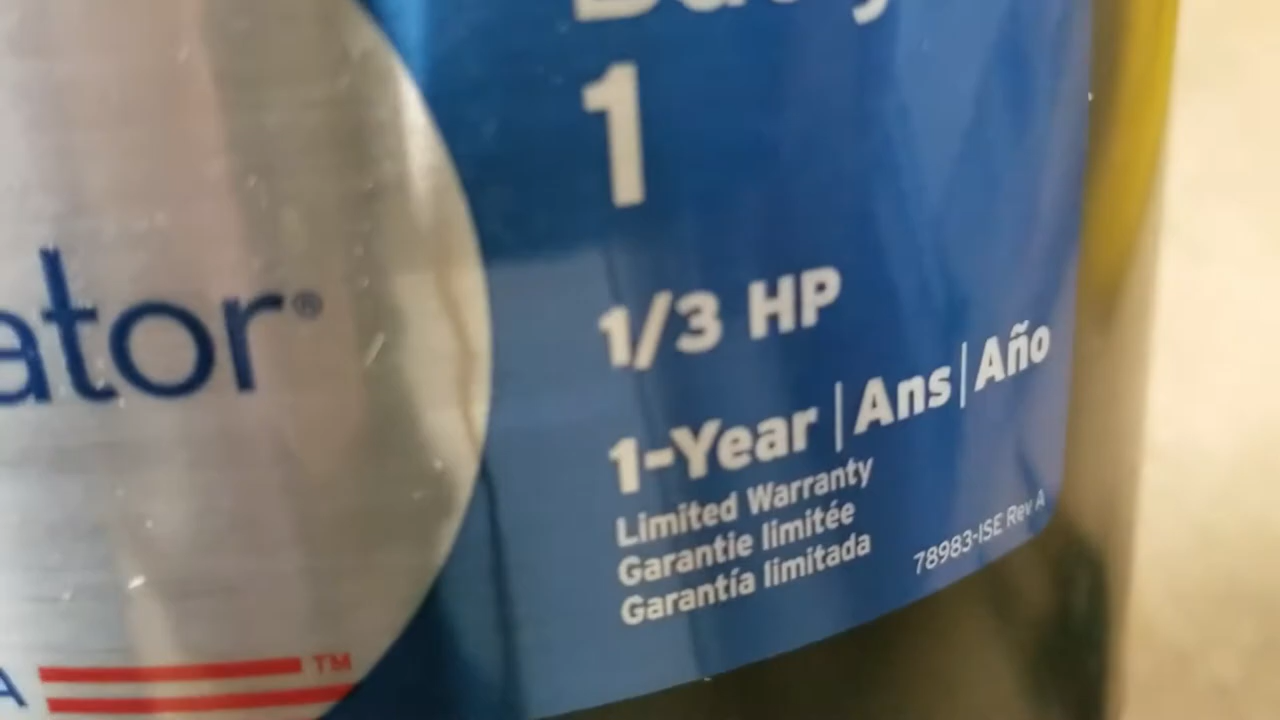 1
1/3 HP
ator®
1-Year | Ans | Año
Limited Warranty
Garantie limitée
Garantía limitada
78983-ISE Rev A
A
TM